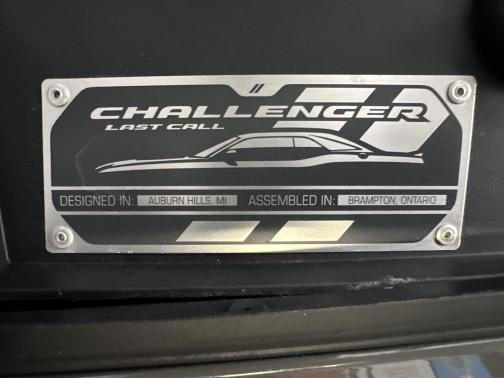 CHALLENGER
LAST CALL
DESIGNED IN: AUBURN HILLS, MI ASSEMBLED IN: BRAMPTON, ONTARIO